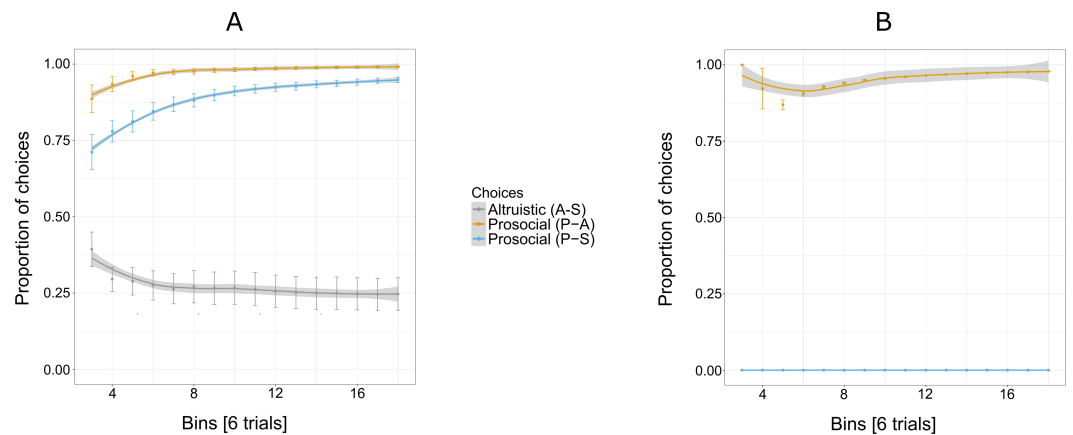 A
B
Proportion of choices
1.00
0.75
0.50
0.25
0.00
4
8
12
16
Bins [6 trials]
Choices
Altruistic (A-S)
Prosocial (P−A)
Prosocial (P−S)
Proportion of choices
1.00
0.75
0.50
0.25
0.00
4
8
12
16
Bins [6 trials]